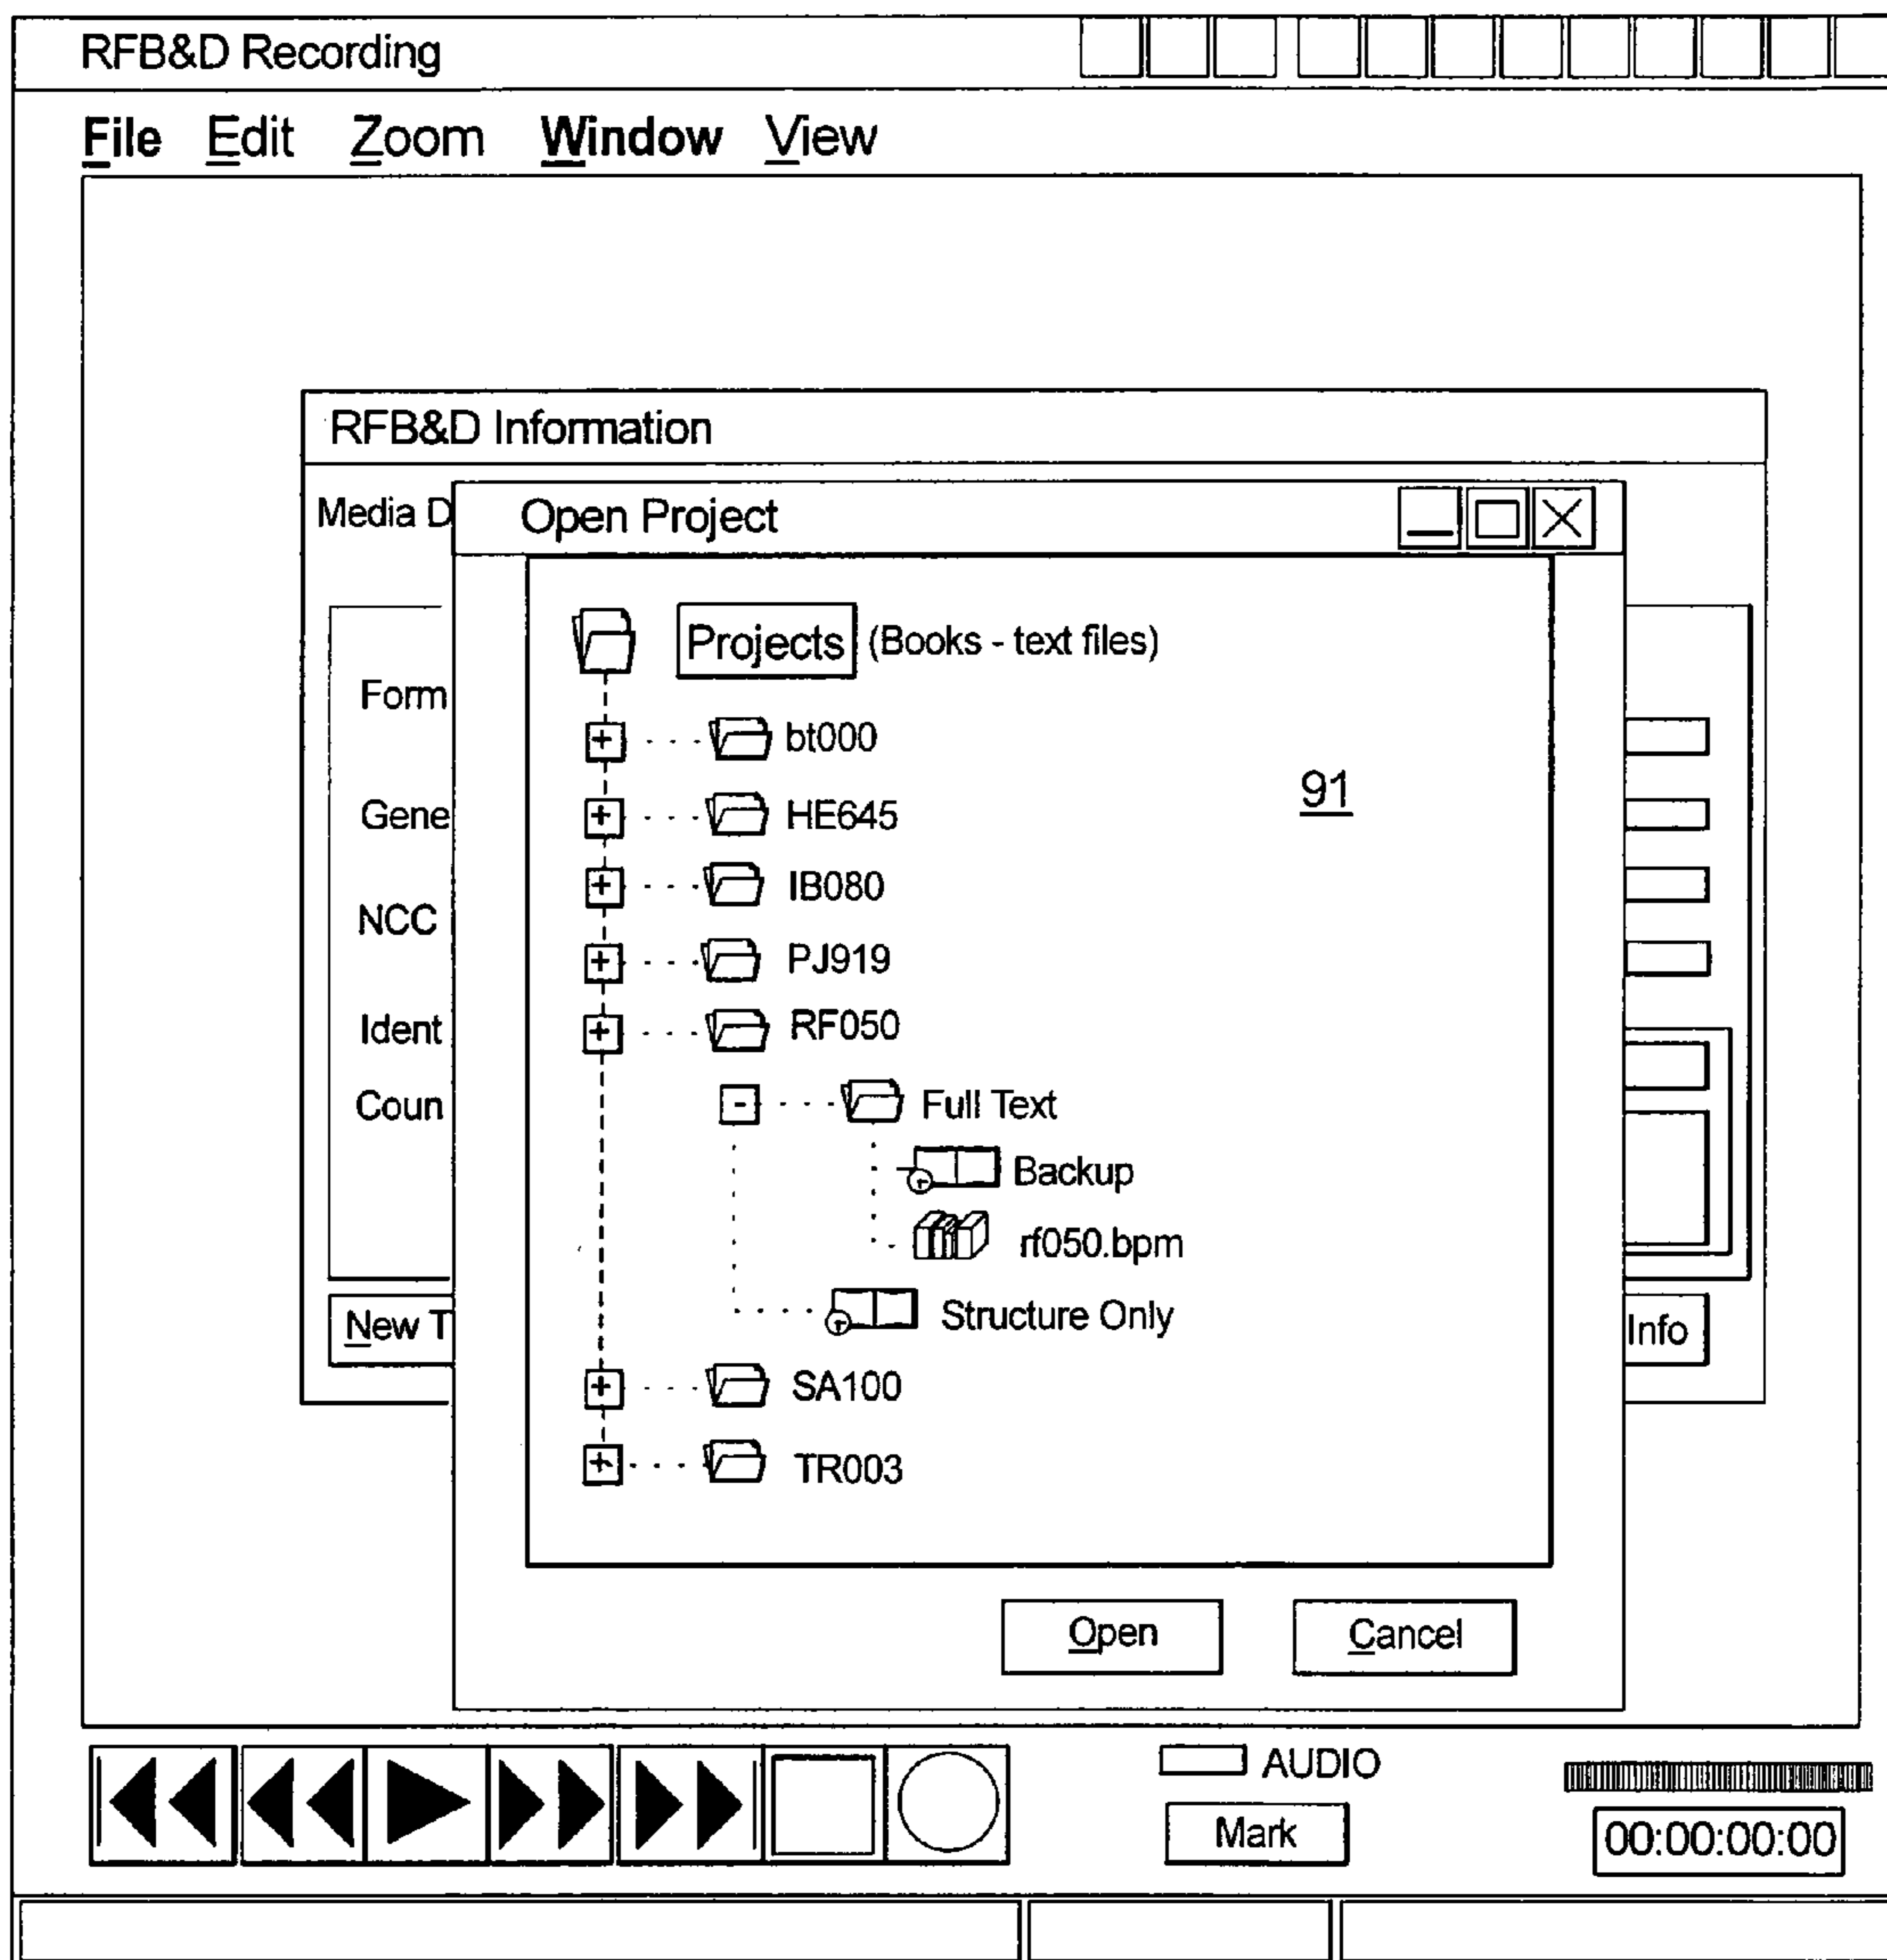 RFB&D Recording
File Edit Zoom Window View
RFB&D Information
Media D
Open Project
Projects (Books - text files)
Form
bt000
91
Gene
HE645
IB080
NCC
PJ919
Ident
RF050
Coun
Full Text
Backup
rf050.bpm
Structure Only
New T
Info
SA100
TR003
Open
Cancel
AUDIO
Mark
00:00:00:00